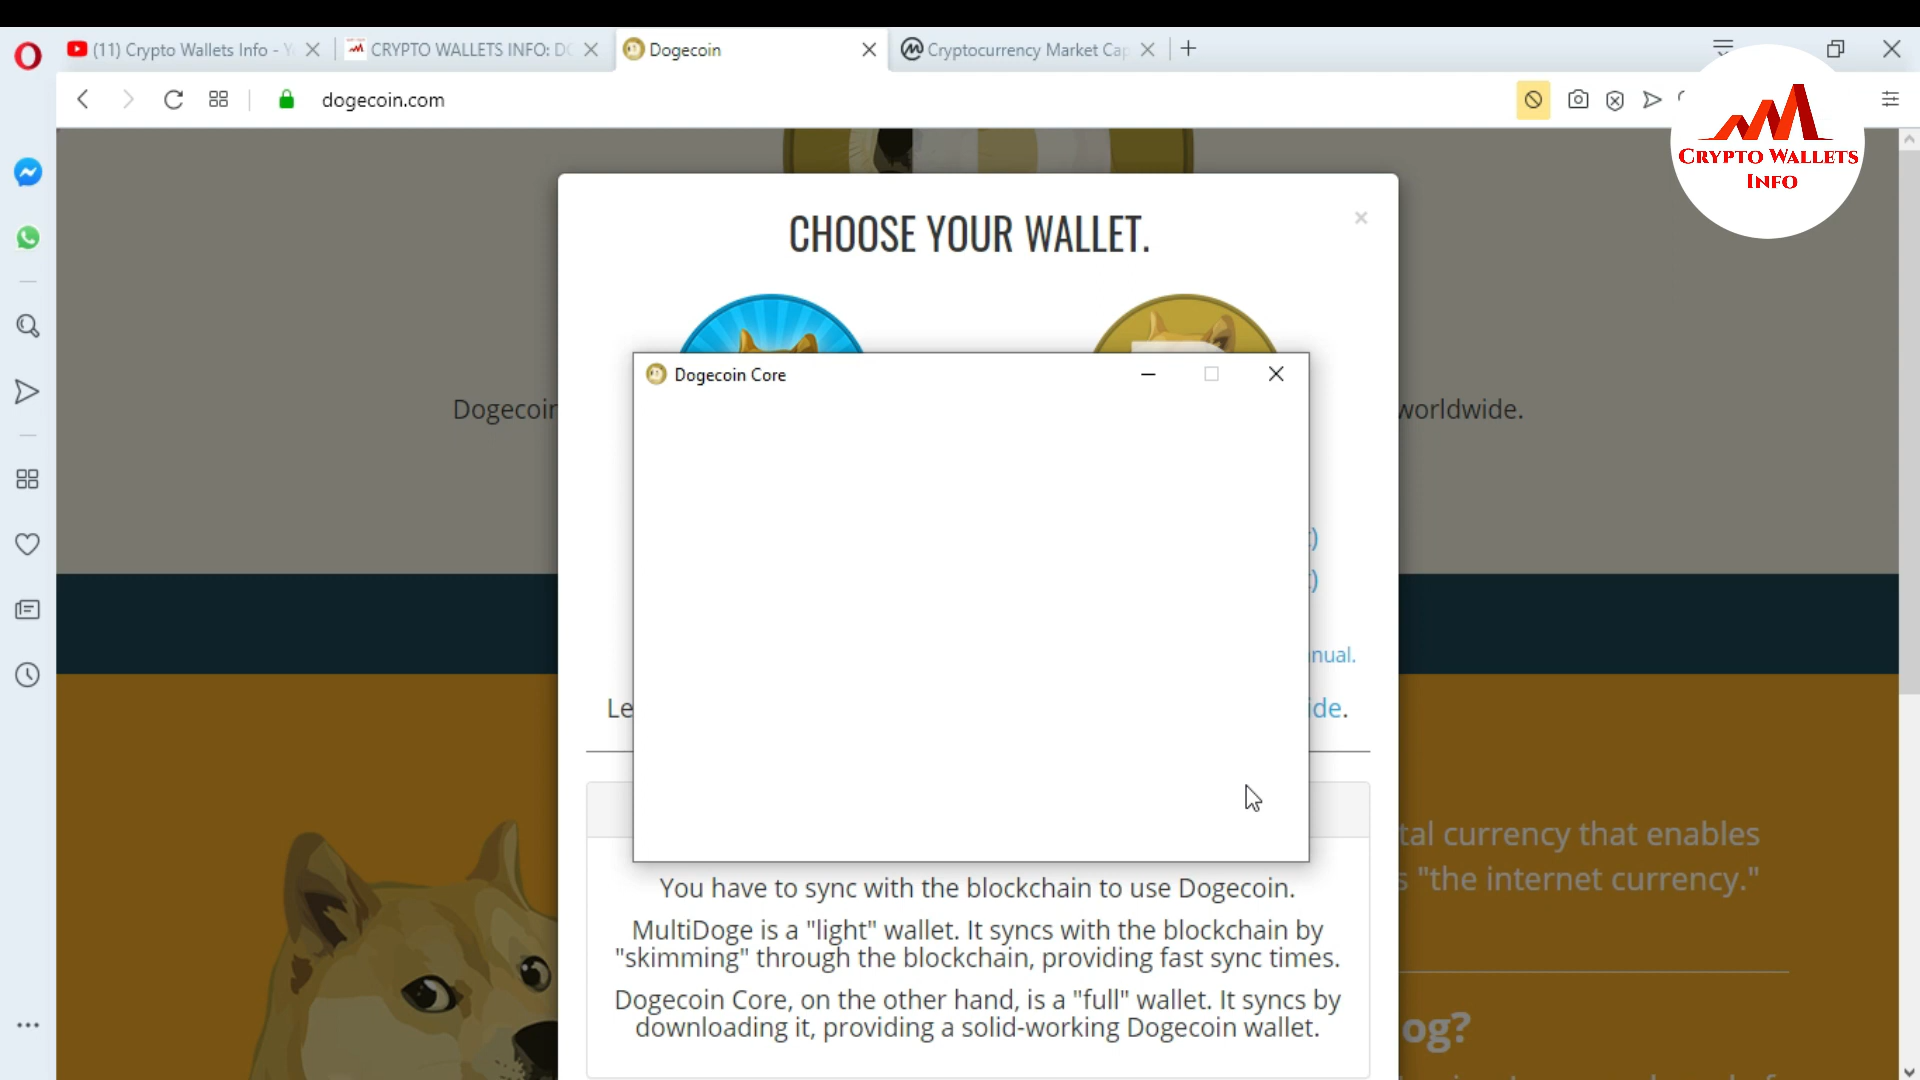 (11) Crypto Wallets Info - Y
CRYPTO WALLETS INFO: DO
Dogecoin
Cryptocurrency Market Cap
dogecoin.com
CRYPTO WALLETS
INFO
CHOOSE YOUR WALLET.
Dogecoin Core
Dogecoin
worldwide.
nual.
Le
ide.
You have to sync with the blockchain to use Dogecoin.
MultiDoge is a "light" wallet. It syncs with the blockchain by
"skimming" through the blockchain, providing fast sync times.
Dogecoin Core, on the other hand, is a "full" wallet. It syncs by
downloading it, providing a solid-working Dogecoin wallet.
tal currency that enables
s "the internet currency."
og?